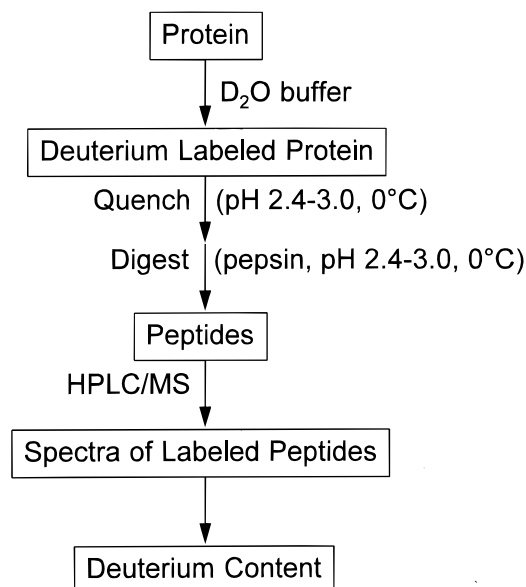 Protein
D₂O buffer
Deuterium Labeled Protein
Quench (pH 2.4-3.0, 0°C)
Digest (pepsin, pH 2.4-3.0, 0°C)
Peptides
HPLC/MS
Spectra of Labeled Peptides
Deuterium Content